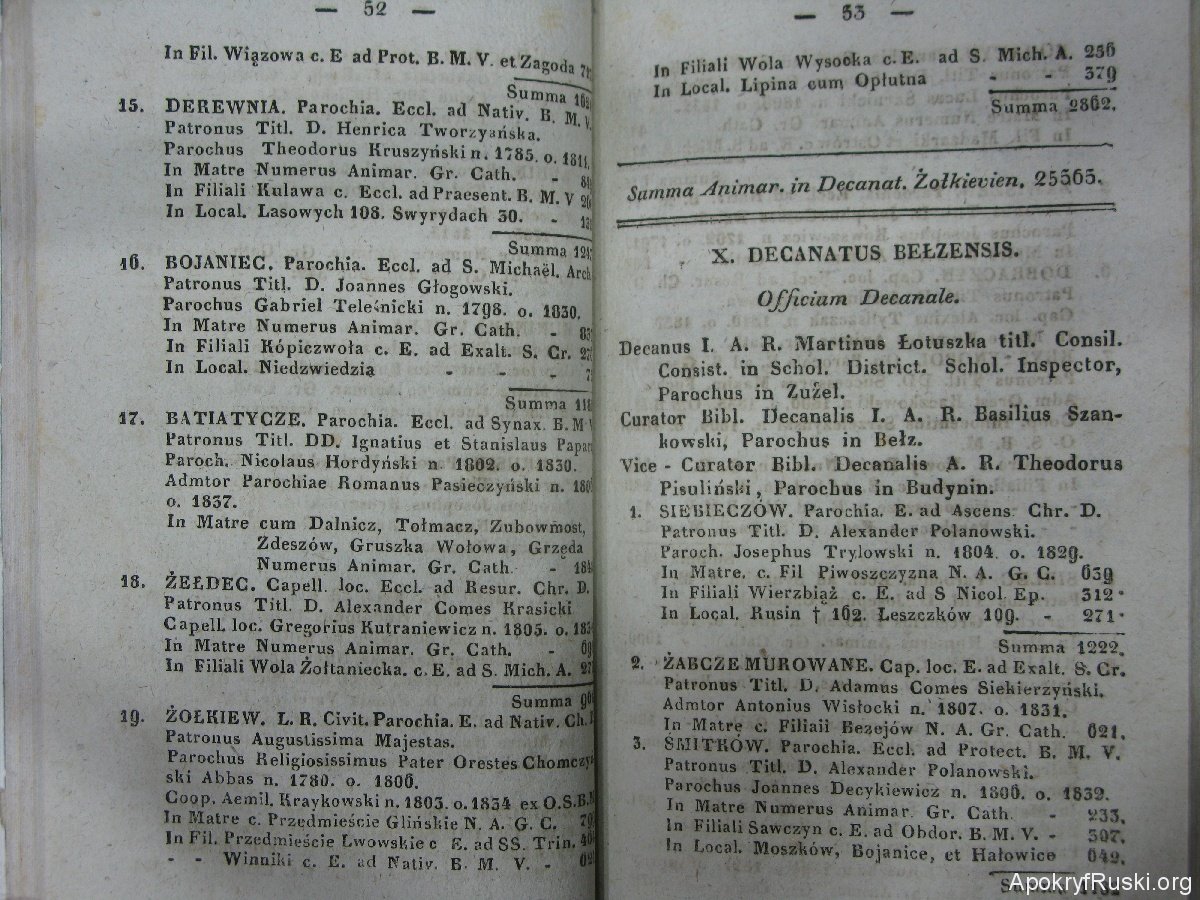 — 52 —
In Fil. Wiązowa c. E ad Prot. B. M. V. et Zagoda
Summa
15. DEREWNIA. Parochia. Eccl. ad Nativ. B. M. V.
Patronus Titl. D. Henrica Tworzyańska.
Parochus Theodorus Kruszyński n. 1785. o. 1811.
In Matre Numerus Animar. Gr. Cath. -
In Filiali Kulawa c. Eccl. ad Praesent. B. M. V
In Local. Lasowych 108. Swyrydach 30. -
Summa
16. BOJANIEC. Parochia. Eccl. ad S. Michaël. Arch
Patronus Titl. D. Joannes Głogowski.
Parochus Gabriel Teleśnicki n. 1798. o. 1830.
In Matre Numerus Animar. Gr. Cath. -
In Filiali Kópiczwoła c. E. ad Exalt. S. Cr.
In Local. Niedzwiedzią - - -
Summa
17. BATIATYCZE. Parochia. Eccl. ad Synax. B. M V
Patronus Titl. DD. Ignatius et Stanislaus Papar
Paroch. Nicolaus Hordyński n. 1802. o. 1830.
Admtor Parochiae Romanus Pasieczyński n.
o. 1837.
In Matre cum Dalnicz, Tołmacz, Zubowmost,
Zdeszów, Gruszka Wołowa, Grzęda
Numerus Animar. Gr. Cath. -
18. ŻEŁDEC. Capell. loc. Eccl. ad Resur. Chr. D.
Patronus Titl. D. Alexander Comes Krasicki
Capell. loc. Gregorius Kutraniewicz n. 1805. o.
In Matre Numerus Animar. Gr. Cath. -
In Filiali Wola Żołtaniecka. c. E. ad S. Mich. A.
Summa
19. ŻOŁKIEW. L. R. Civit. Parochia. E. ad Nativ. Ch.
Patronus Augustissima Majestas.
Parochus Religiosissimus Pater Orestes Chomczyń
ski Abbas n. 1780. o. 1806.
Coop. Aemil. Kraykowski n. 1803. o. 1834 ex O.S.B.M
In Matre c. Przedmieście Glińskie N. A. G. C.
In Fil. Przedmieście Lwowskie c E. ad SS. Trin.
- - Winniki c. E. ad Nativ. B. M. V. -
— 53 —
In Filiali Wola Wysocka c. E. ad S. Mich. A. 256
In Local. Lipina cum Opłutna - - 379
Summa 2862.
Summa Animar. in Decanat. Żołkievien. 25565.
X. DECANATUS BEŁZENSIS.
Officium Decanale.
Decanus I. A. R. Martinus Łotuszka titl. Consil.
Consist. in Schol. District. Schol. Inspector,
Parochus in Zużel.
Curator Bibl. Decanalis I. A. R. Basilius Szan-
kowski, Parochus in Bełz.
Vice - Curator Bibl. Decanalis A. R. Theodorus
Pisuliński, Parochus in Budynin.
1. SIEBIECZÓW. Parochia. E. ad Ascens. Chr. D.
Patronus Titl. D. Alexander Polanowski.
Paroch. Josephus Trylowski n. 1804. o. 1829.
In Matre. c. Fil Piwoszczyzna N. A. G. C. 639
In Filiali Wierzbiąż c. E. ad S Nicol. Ep. 312.
In Local. Rusin † 162. Leszczków 109. - 271.
Summa 1222.
2. ŻABCZE MUROWANE. Cap. loc. E. ad Exalt. S. Cr.
Patronus Titl. D. Adamus Comes Siekierzyński.
Admtor Antonius Wisłocki n. 1807. o. 1831.
In Matre c. Filiali Bezejów N. A. Gr. Cath. 621.
3. ŚMITKÓW. Parochia. Eccl. ad Protect. B. M. V.
Patronus Titl. D. Alexander Polanowski.
Parochus Joannes Decykiewicz n. 1806. o. 1832.
In Matre Numerus Animar. Gr. Cath. - 233.
In Filiali Sawczyn c. E. ad Obdor. B. M. V. - 307.
In Local. Moszków, Bojanice, et Hałowice 642.
ApokryfRuski.org